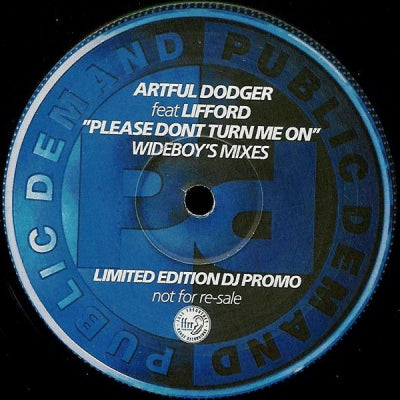 ARTFUL DODGER
feat LIFFORD
"PLEASE DONT TURN ME ON"
WIDEBOY'S MIXES
PUBLIC DEMAND PUBLIC DEMAND
LIMITED EDITION DJ PROMO
not for re-sale
ffrr